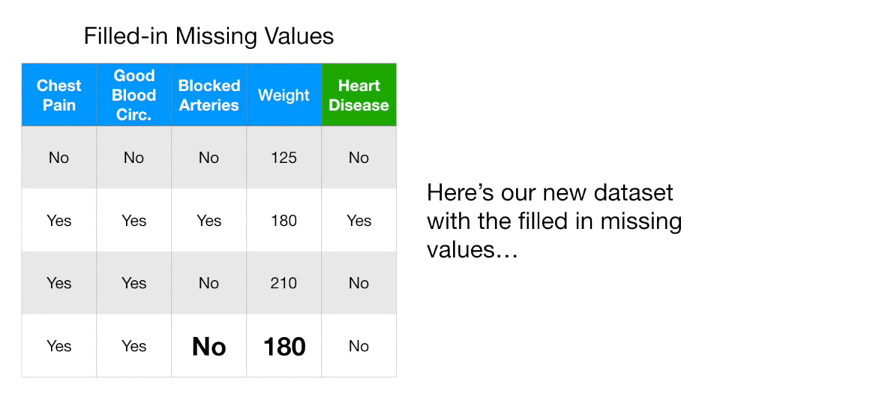 Filled-in Missing Values
Chest Pain | Good Blood Circ. | Blocked Arteries | Weight | Heart Disease
No | No | No | 125 | No
Yes | Yes | Yes | 180 | Yes
Yes | Yes | No | 210 | No
Yes | Yes | No | 180 | No
Here’s our new dataset
with the filled in missing
values…